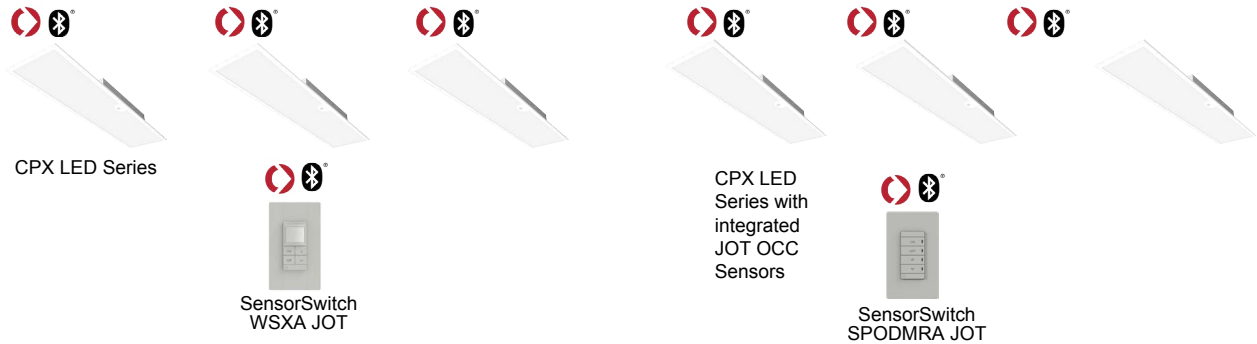 CPX LED Series
SensorSwitch
WSXA JOT
CPX LED
Series with
integrated
JOT OCC
Sensors
SensorSwitch
SPODMRA JOT